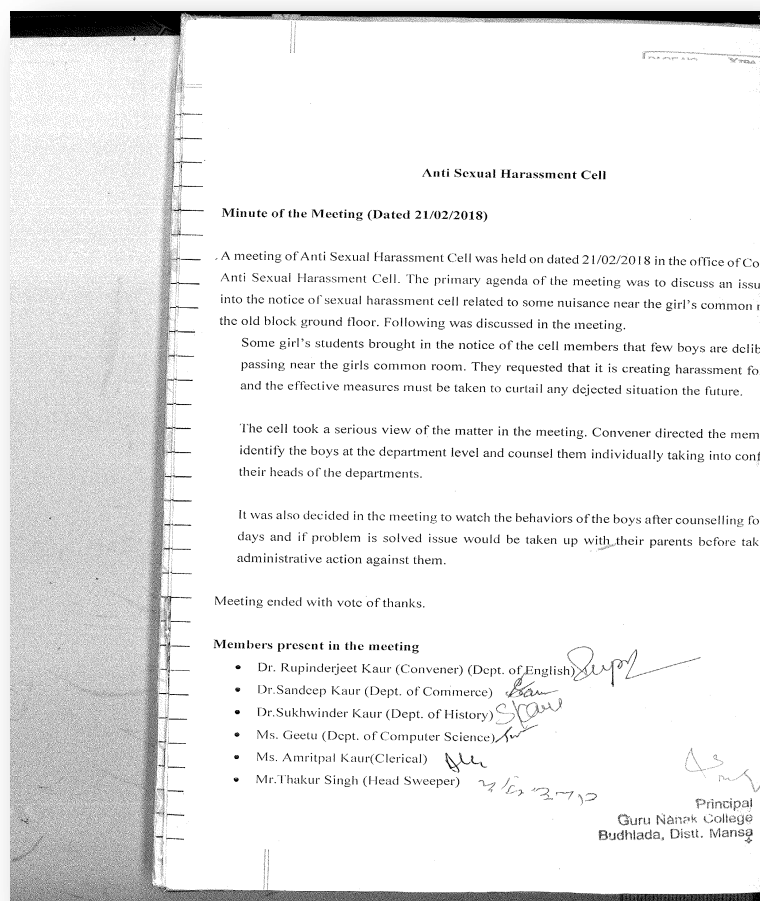 Anti Sexual Harassment Cell
Minute of the Meeting (Dated 21/02/2018)
A meeting of Anti Sexual Harassment Cell was held on dated 21/02/2018 in the office of Co
Anti Sexual Harassment Cell. The primary agenda of the meeting was to discuss an issu
into the notice of sexual harassment cell related to some nuisance near the girl's common
the old block ground floor. Following was discussed in the meeting.
Some girl's students brought in the notice of the cell members that few boys are delib
passing near the girls common room. They requested that it is creating harassment fo
and the effective measures must be taken to curtail any dejected situation the future.
The cell took a serious view of the matter in the meeting. Convener directed the mem
identify the boys at the department level and counsel them individually taking into conf
their heads of the departments.
It was also decided in the meeting to watch the behaviors of the boys after counselling fo
days and if problem is solved issue would be taken up with their parents before tak
administrative action against them.
Meeting ended with vote of thanks.
Members present in the meeting
• Dr. Rupinderjeet Kaur (Convener) (Dept. of English)
• Dr.Sandeep Kaur (Dept. of Commerce)
• Dr.Sukhwinder Kaur (Dept. of History)
• Ms. Geetu (Dept. of Computer Science)
• Ms. Amritpal Kaur(Clerical)
• Mr.Thakur Singh (Head Sweeper)
Principal
Guru Nanak College
Budhlada, Distt. Mansa